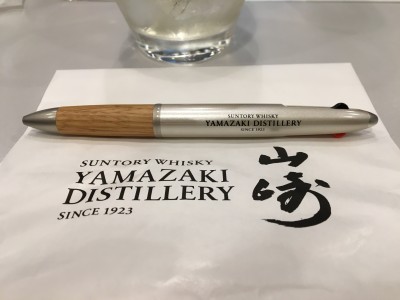 SUNTORY WHISKY
YAMAZAKI DISTILLERY
SINCE 1923
SUNTORY WHISKY
YAMAZAKI
DISTILLERY
SINCE 1923
山崎